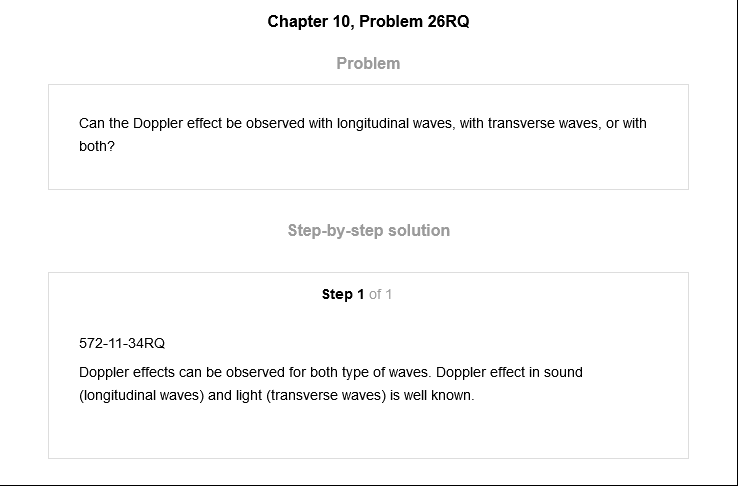 Chapter 10, Problem 26RQ
Problem
Can the Doppler effect be observed with longitudinal waves, with transverse waves, or with
both?
Step-by-step solution
Step 1 of 1
572-11-34RQ
Doppler effects can be observed for both type of waves. Doppler effect in sound
(longitudinal waves) and light (transverse waves) is well known.